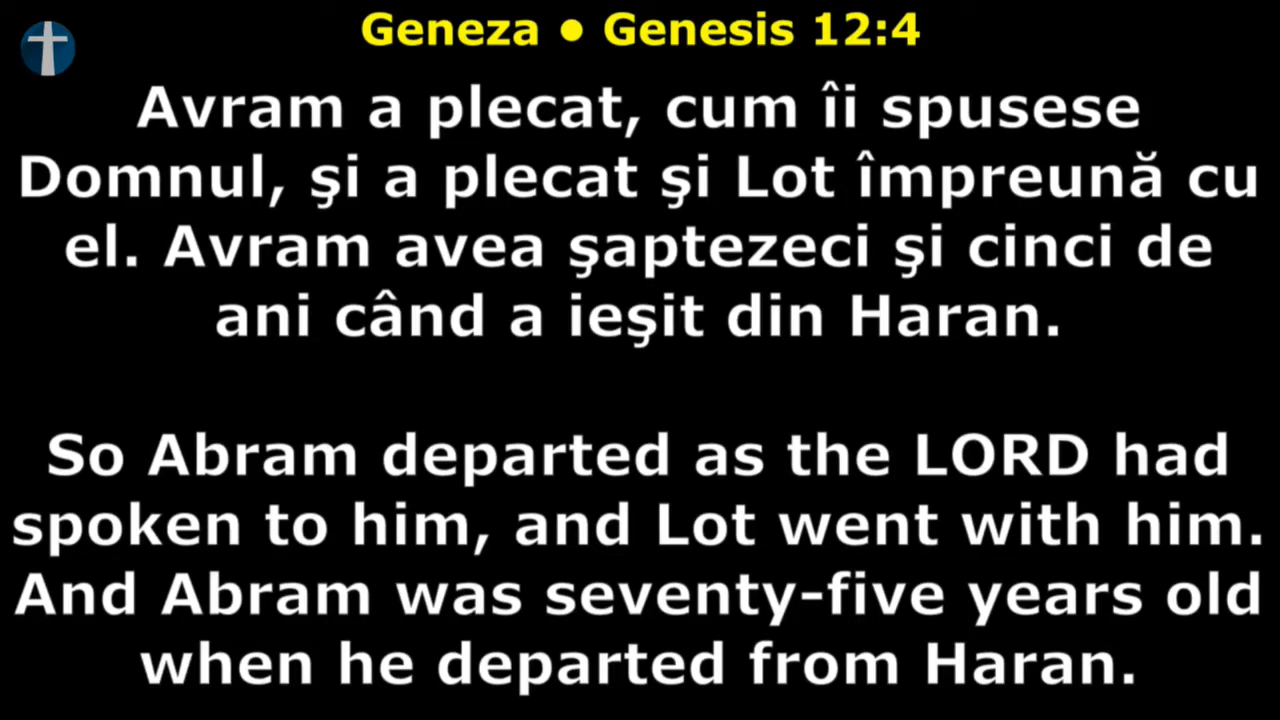 Geneza • Genesis 12:4
Avram a plecat, cum îi spusese
Domnul, şi a plecat şi Lot împreună cu
el. Avram avea şaptezeci şi cinci de
ani când a ieşit din Haran.
So Abram departed as the LORD had
spoken to him, and Lot went with him.
And Abram was seventy-five years old
when he departed from Haran.